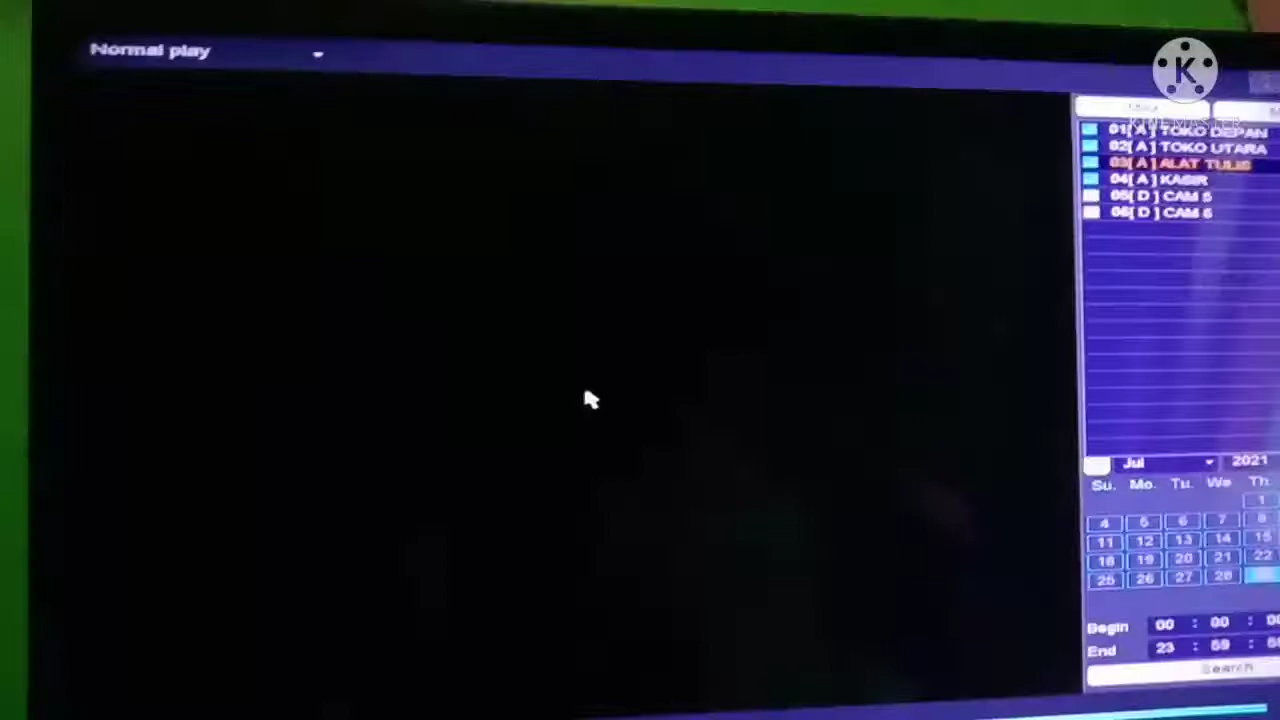 Normal play
K
KINEMASTER
01[ A ] TOKO DEPAN
02[ A ] TOKO UTARA
03[ A ] ALAT TULIS
04[ A ] KASIR
05[ D ] CAM 5
06[ D ] CAM 6
Jul 2021
Su. Mo. Tu. We Th
1
4 5 6 7 8
11 12 13 14 15
18 19 20 21 22
25 26 27 28
Begin 00 : 00 :
End 23 : 59 :
Search